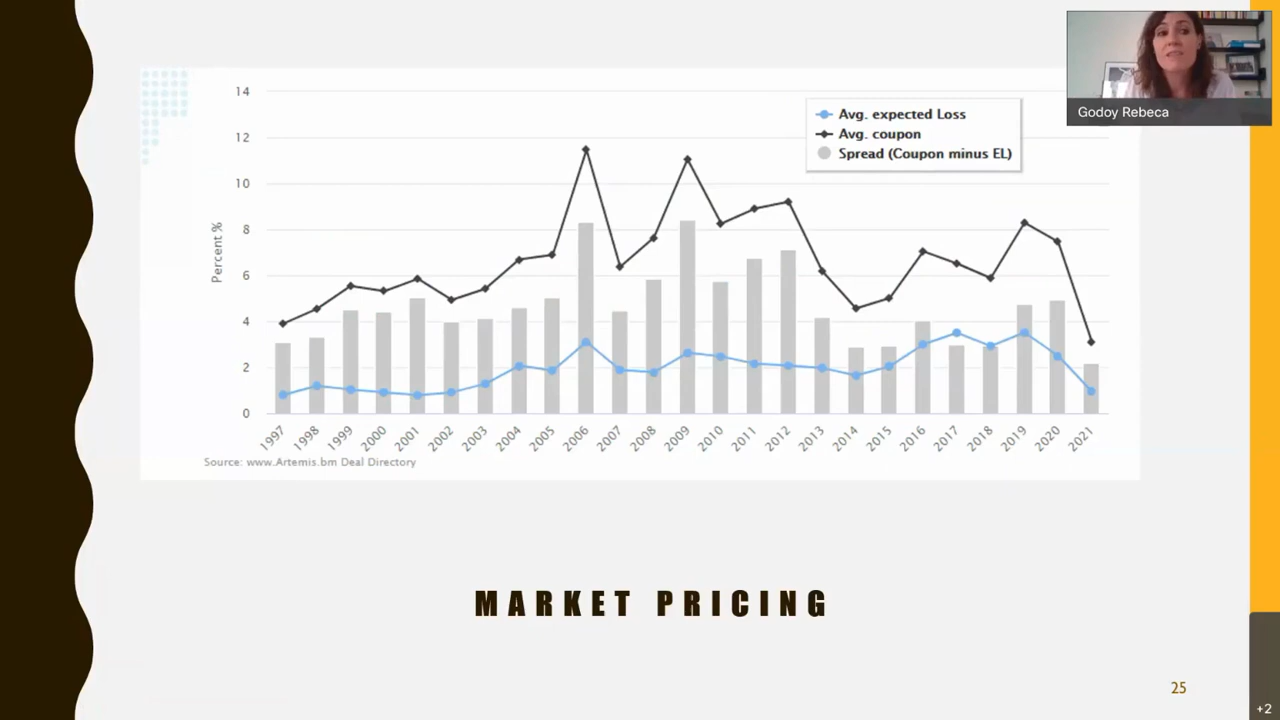 Godoy Rebeca
Avg. expected Loss
Avg. coupon
Spread (Coupon minus EL)
Percent %
14
12
10
8
6
4
2
0
1997 1998 1999 2000 2001 2002 2003 2004 2005 2006 2007 2008 2009 2010 2011 2012 2013 2014 2015 2016 2017 2018 2019 2020 2021
Source: www.Artemis.bm Deal Directory
MARKET PRICING
25
+2